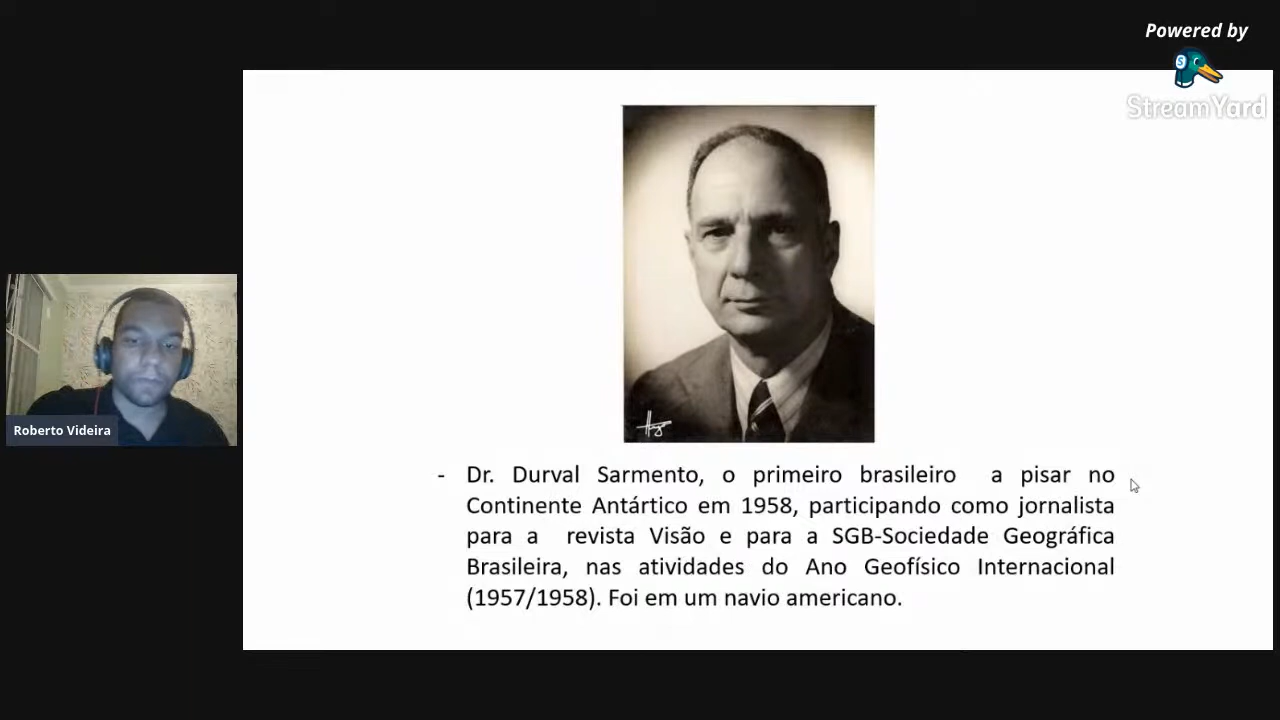 Powered by
StreamYard
Roberto Videira
- Dr. Durval Sarmento, o primeiro brasileiro a pisar no
Continente Antártico em 1958, participando como jornalista
para a revista Visão e para a SGB-Sociedade Geográfica
Brasileira, nas atividades do Ano Geofísico Internacional
(1957/1958). Foi em um navio americano.